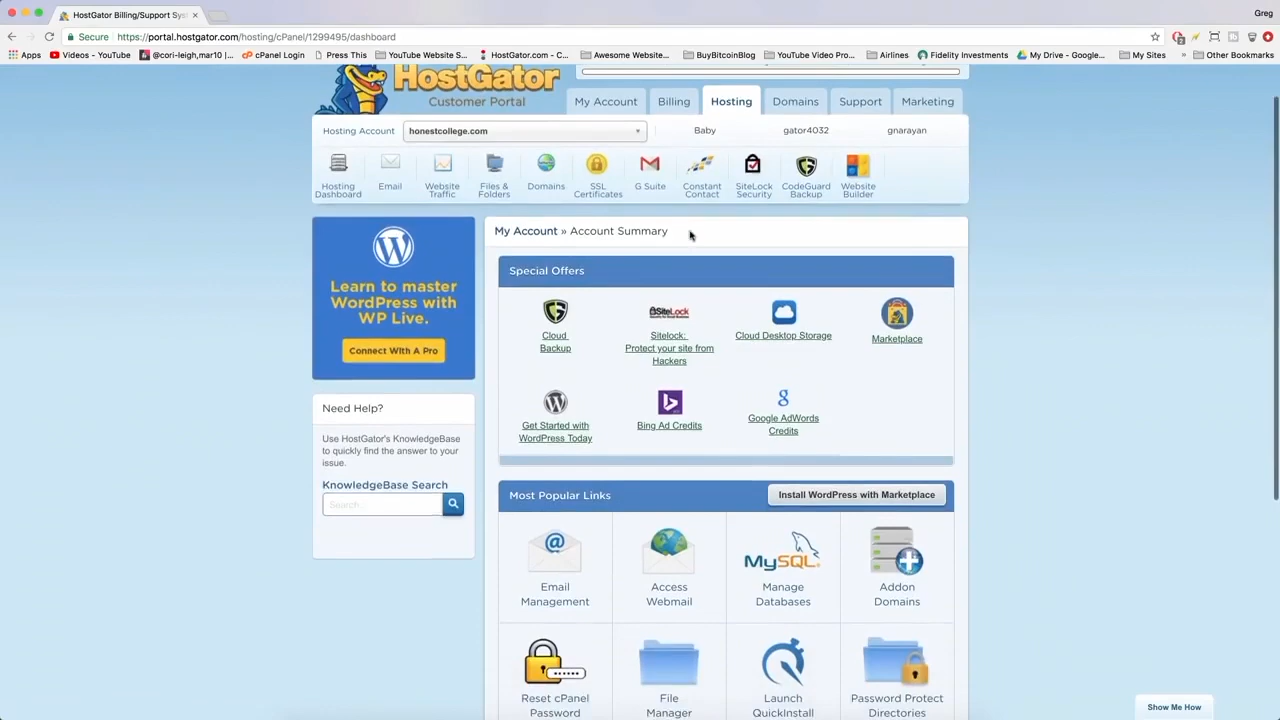 HostGator Billing/Support Sys
Greg
Secure https://portal.hostgator.com/hosting/cPanel/1299495/dashboard
Apps Videos - YouTube @cori-leigh,mar10 |... cPanel Login Press This YouTube Website S... HostGator.com - C... Awesome Website... BuyBitcoinBlog YouTube Video Pro... Airlines Fidelity Investments My Drive - Google... My Sites » Other Bookmarks
HostGator
Customer Portal
My Account Billing Hosting Domains Support Marketing
Hosting Account honestcollege.com Baby gator4032 gnarayan
Hosting
Dashboard
Email
Website
Traffic
Files &
Folders
Domains
SSL
Certificates
G Suite
Constant
Contact
SiteLock
Security
CodeGuard
Backup
Website
Builder
Learn to master
WordPress with
WP Live.
Connect With A Pro
Need Help?
Use HostGator's KnowledgeBase
to quickly find the answer to your
issue.
KnowledgeBase Search
Search...
My Account » Account Summary
Special Offers
Cloud
Backup
SiteLock
Sitelock:
Protect your site from
Hackers
Cloud Desktop Storage
Marketplace
Get Started with
WordPress Today
Bing Ad Credits
Google AdWords
Credits
Most Popular Links
Install WordPress with Marketplace
Email
Management
Access
Webmail
MySQL
Manage
Databases
Addon
Domains
Reset cPanel
Password
File
Manager
Launch
QuickInstall
Password Protect
Directories
Show Me How